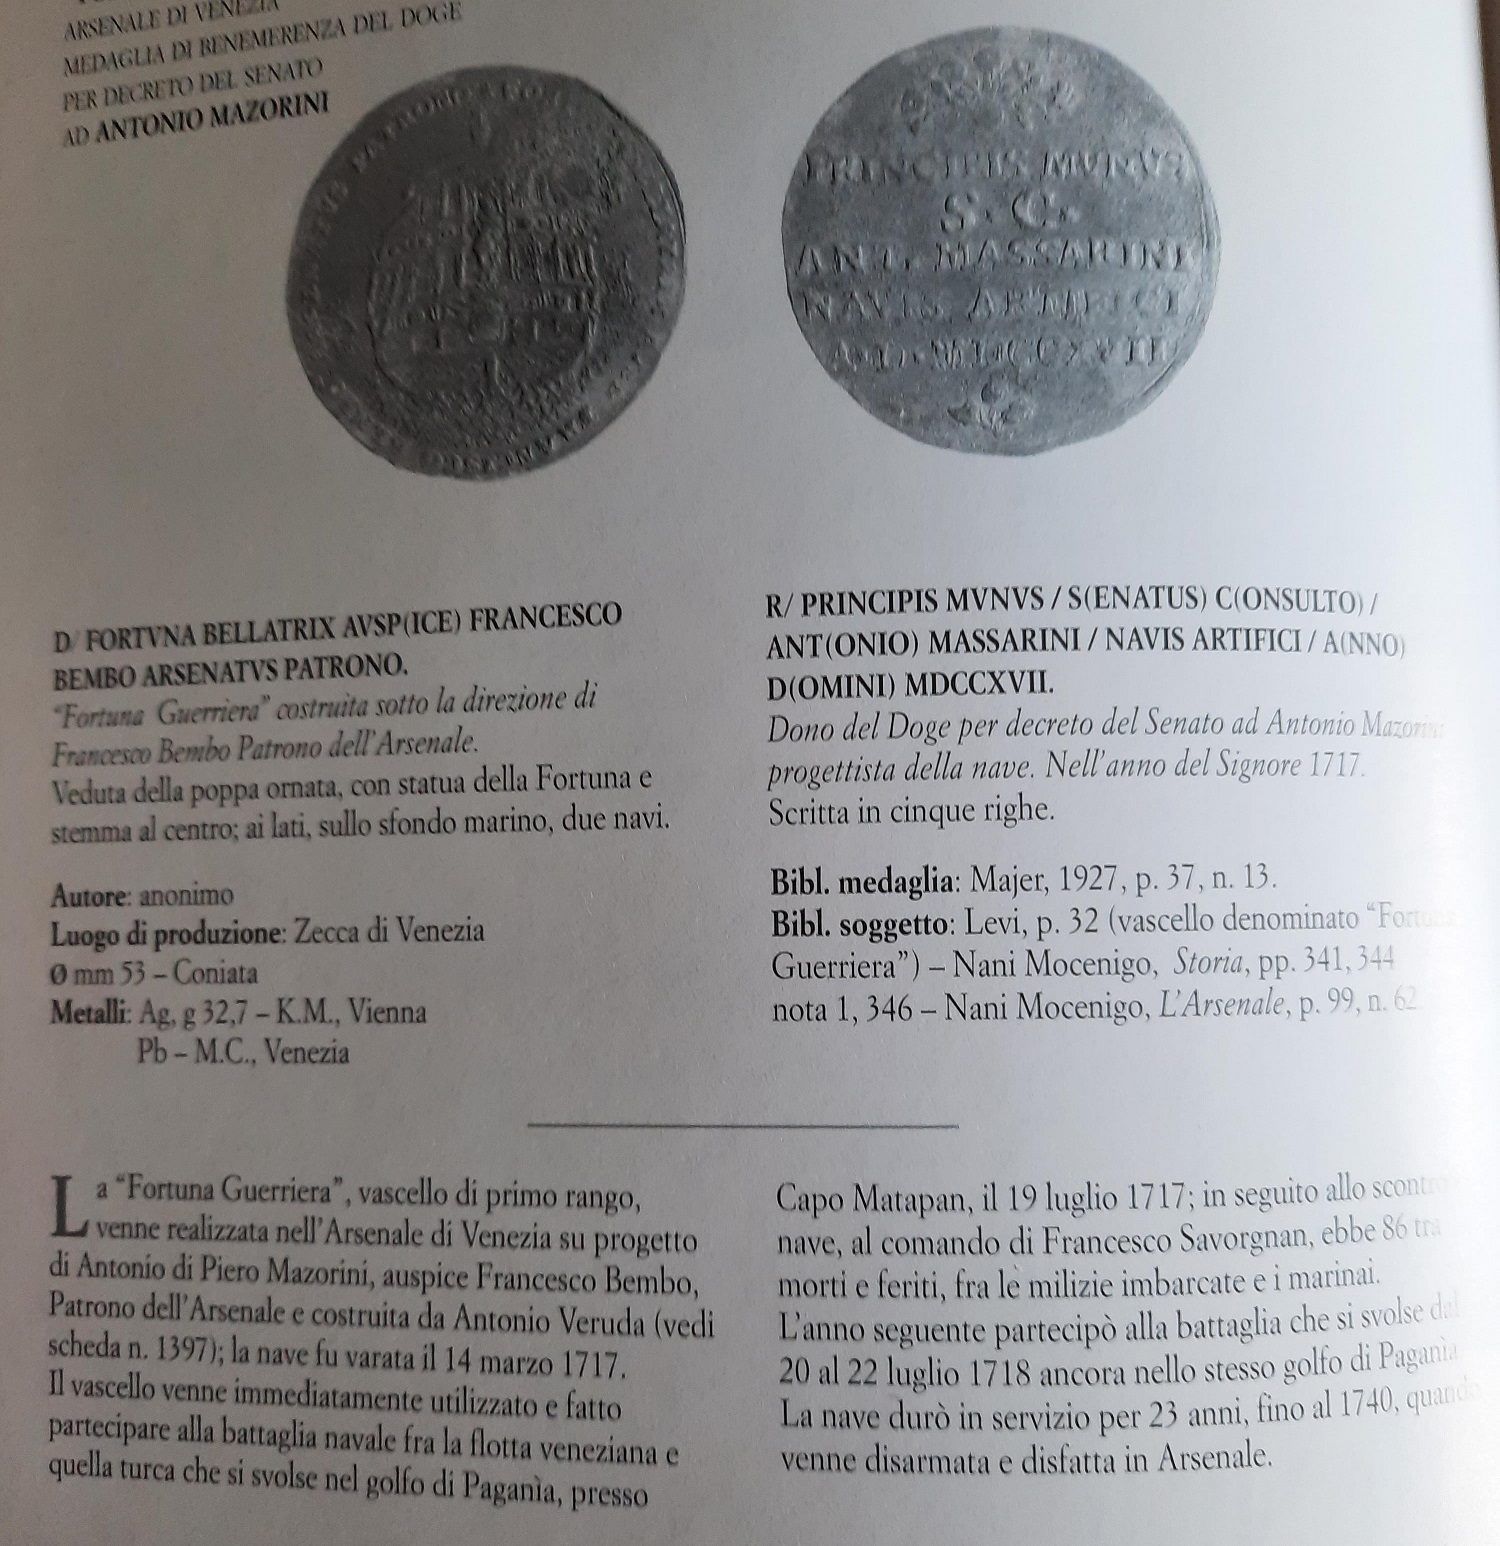 ARSENALE DI VENEZIA
MEDAGLIA DI BENEMERENZA DEL DOGE
PER DECRETO DEL SENATO
AD ANTONIO MAZORINI
PRINCIPIS MVNVS
S. C.
ANT. MASSARINI
NAVIS ARTIFICI
A. D. MDCCXVII
D/ FORTVNA BELLATRIX AVSP(ICE) FRANCESCO
BEMBO ARSENATVS PATRONO.
“Fortuna Guerriera” costruita sotto la direzione di
Francesco Bembo Patrono dell’Arsenale.
Veduta della poppa ornata, con statua della Fortuna e
stemma al centro; ai lati, sullo sfondo marino, due navi.
Autore: anonimo
Luogo di produzione: Zecca di Venezia
Ø mm 53 – Coniata
Metalli: Ag, g 32,7 – K.M., Vienna
Pb – M.C., Venezia
R/ PRINCIPIS MVNVS / S(ENATUS) C(ONSULTO) /
ANT(ONIO) MASSARINI / NAVIS ARTIFICI / A(NNO)
D(OMINI) MDCCXVII.
Dono del Doge per decreto del Senato ad Antonio Mazorini
progettista della nave. Nell’anno del Signore 1717.
Scritta in cinque righe.
Bibl. medaglia: Majer, 1927, p. 37, n. 13.
Bibl. soggetto: Levi, p. 32 (vascello denominato “Fortuna
Guerriera”) – Nani Mocenigo, Storia, pp. 341, 344
nota 1, 346 – Nani Mocenigo, L’Arsenale, p. 99, n. 62
La “Fortuna Guerriera”, vascello di primo rango,
venne realizzata nell’Arsenale di Venezia su progetto
di Antonio di Piero Mazorini, auspice Francesco Bembo,
Patrono dell’Arsenale e costruita da Antonio Veruda (vedi
scheda n. 1397); la nave fu varata il 14 marzo 1717.
Il vascello venne immediatamente utilizzato e fatto
partecipare alla battaglia navale fra la flotta veneziana e
quella turca che si svolse nel golfo di Paganìa, presso
Capo Matapan, il 19 luglio 1717; in seguito allo scontro
nave, al comando di Francesco Savorgnan, ebbe 86 tra
morti e feriti, fra le milizie imbarcate e i marinai.
L’anno seguente partecipò alla battaglia che si svolse dal
20 al 22 luglio 1718 ancora nello stesso golfo di Paganìa
La nave durò in servizio per 23 anni, fino al 1740, quando
venne disarmata e disfatta in Arsenale.